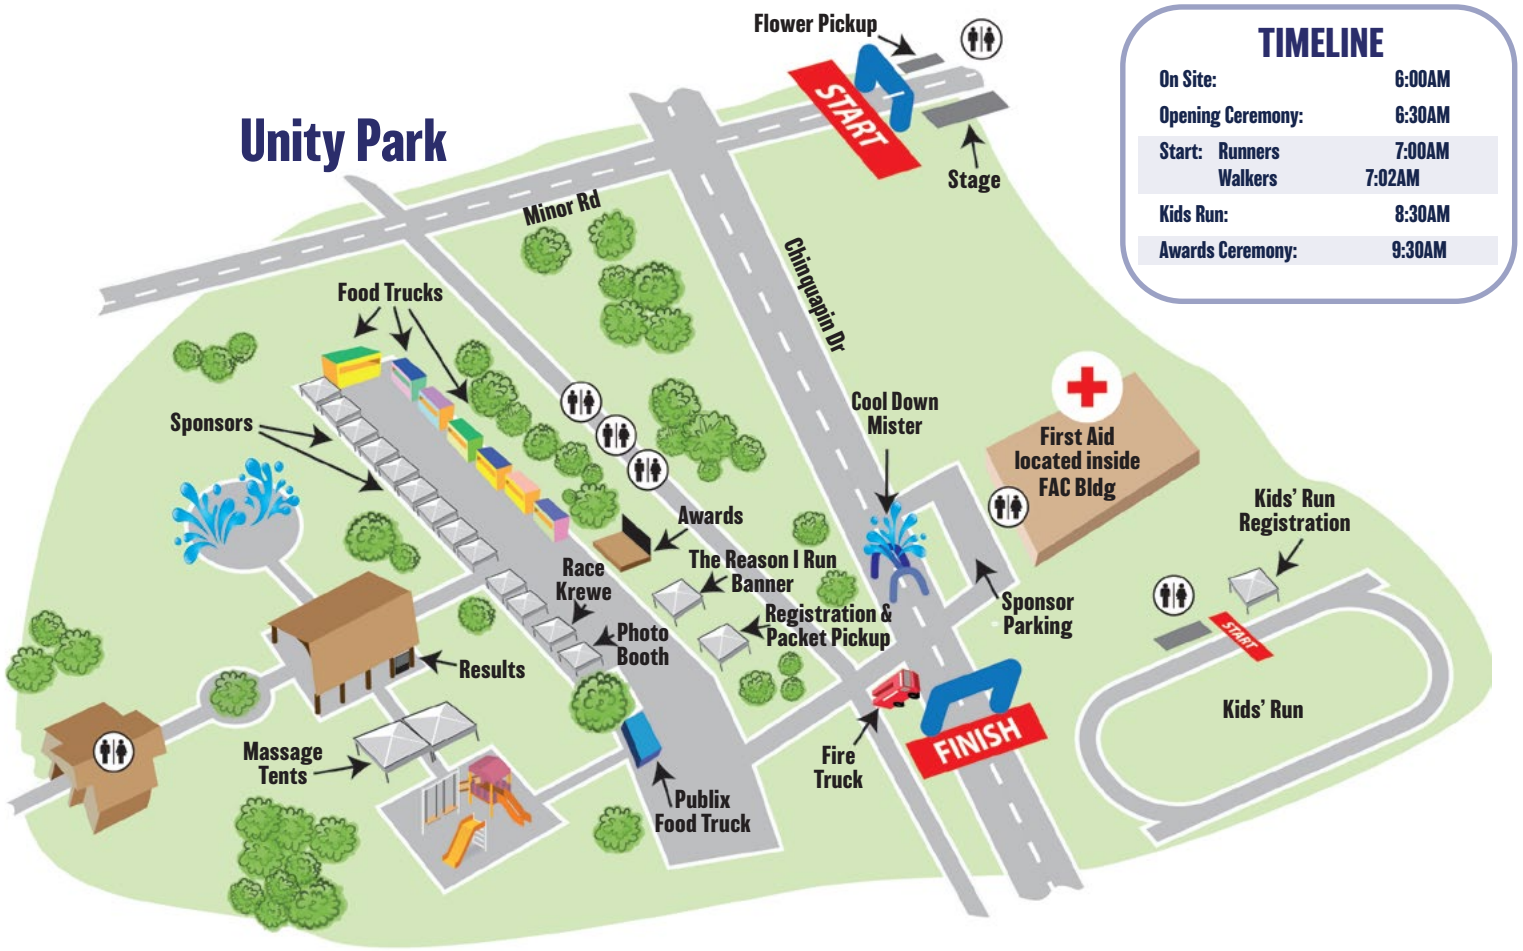 Flower Pickup
START
Stage
TIMELINE
On Site: 6:00AM
Opening Ceremony: 6:30AM
Start: Runners 7:00AM
Walkers 7:02AM
Kids Run: 8:30AM
Awards Ceremony: 9:30AM
Unity Park
Minor Rd
Chinquapin Dr
Food Trucks
Sponsors
Cool Down
Mister
First Aid
located inside
FAC Bldg
Kids' Run
Registration
Awards
The Reason I Run
Banner
Race
Krewe
Registration &
Packet Pickup
Photo
Booth
Sponsor
Parking
START
Results
Kids' Run
Massage
Tents
Fire
Truck
FINISH
Publix
Food Truck